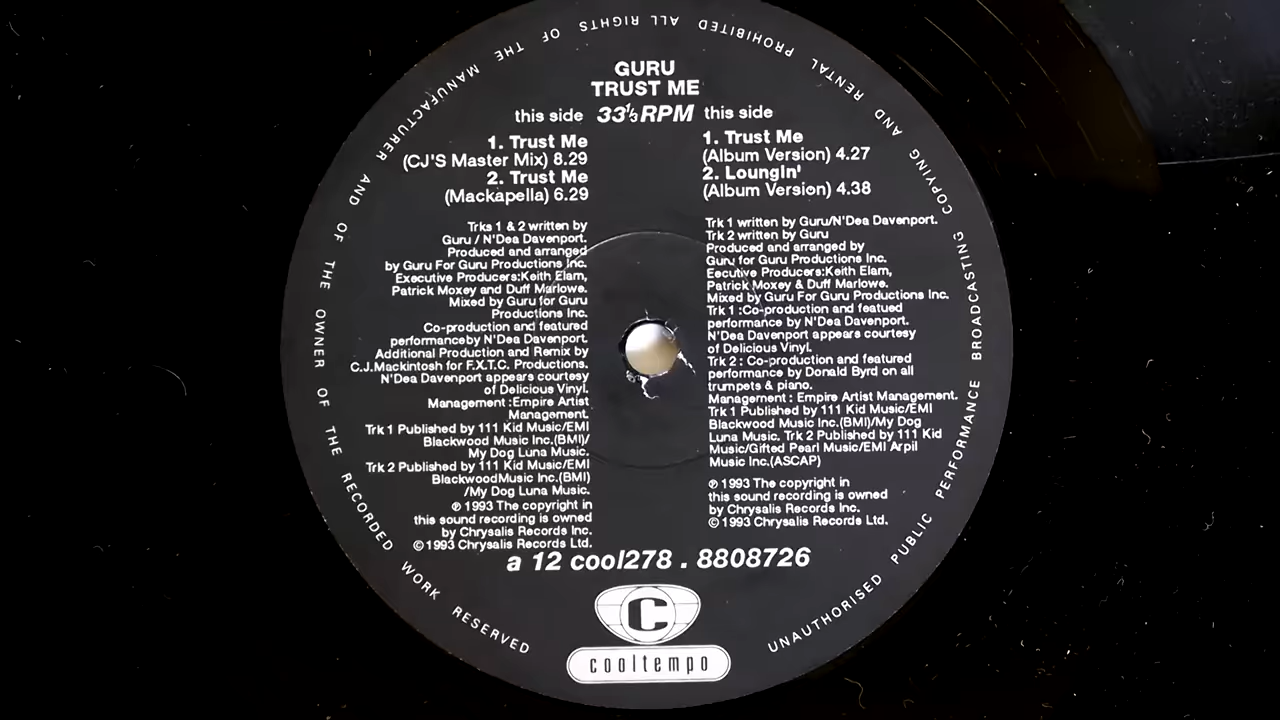 GURU
TRUST ME
this side 33⅓RPM this side
1. Trust Me
(CJ'S Master Mix) 8.29
2. Trust Me
(Mackapella) 6.29
Trks 1 & 2 written by
Guru / N'Dea Davenport.
Produced and arranged
by Guru For Guru Productions Inc.
Executive Producers:Keith Elam,
Patrick Moxey and Duff Marlowe.
Mixed by Guru for Guru
Productions Inc.
Co-production and featured
performanceby N'Dea Davenport.
Additional Production and Remix by
C.J.Mackintosh for F.X.T.C. Productions.
N'Dea Davenport appears courtesy
of Delicious Vinyl.
Management :Empire Artist
Management.
Trk 1 Published by 111 Kid Music/EMI
Blackwood Music Inc.(BMI)/
My Dog Luna Music.
Trk 2 Published by 111 Kid Music/EMI
BlackwoodMusic Inc.(BMI)
/My Dog Luna Music.
℗ 1993 The copyright in
this sound recording is owned
by Chrysalis Records Inc.
©1993 Chrysalis Records Ltd.
1. Trust Me
(Album Version) 4.27
2. Loungin'
(Album Version) 4.38
Trk 1 written by Guru/N'Dea Davenport.
Trk 2 written by Guru
Produced and arranged by
Guru for Guru Productions Inc.
Eecutive Producers:Keith Elam,
Patrick Moxey & Duff Marlowe.
Mixed by Guru For Guru Productions Inc.
Trk 1 :Co-production and featued
performance by N'Dea Davenport.
N'Dea Davenport appears courtesy
of Delicious Vinyl.
Trk 2 : Co-production and featured
performance by Donald Byrd on all
trumpets & piano.
Management : Empire Artist Management.
Trk 1 Published by 111 Kid Music/EMI
Blackwood Music Inc.(BMI)/My Dog
Luna Music. Trk 2 Published by 111 Kid
Music/Gifted Pearl Music/EMI Arpil
Music Inc.(ASCAP)
℗ 1993 The copyright in
this sound recording is owned
by Chrysalis Records Inc.
© 1993 Chrysalis Records Ltd.
a 12 cool278 . 8808726
C
cooltempo
UNAUTHORISED PUBLIC PERFORMANCE BROADCASTING COPYING AND RENTAL PROHIBITED ALL RIGHTS OF THE MANUFACTURER AND OF THE OWNER OF THE RECORDED WORK RESERVED